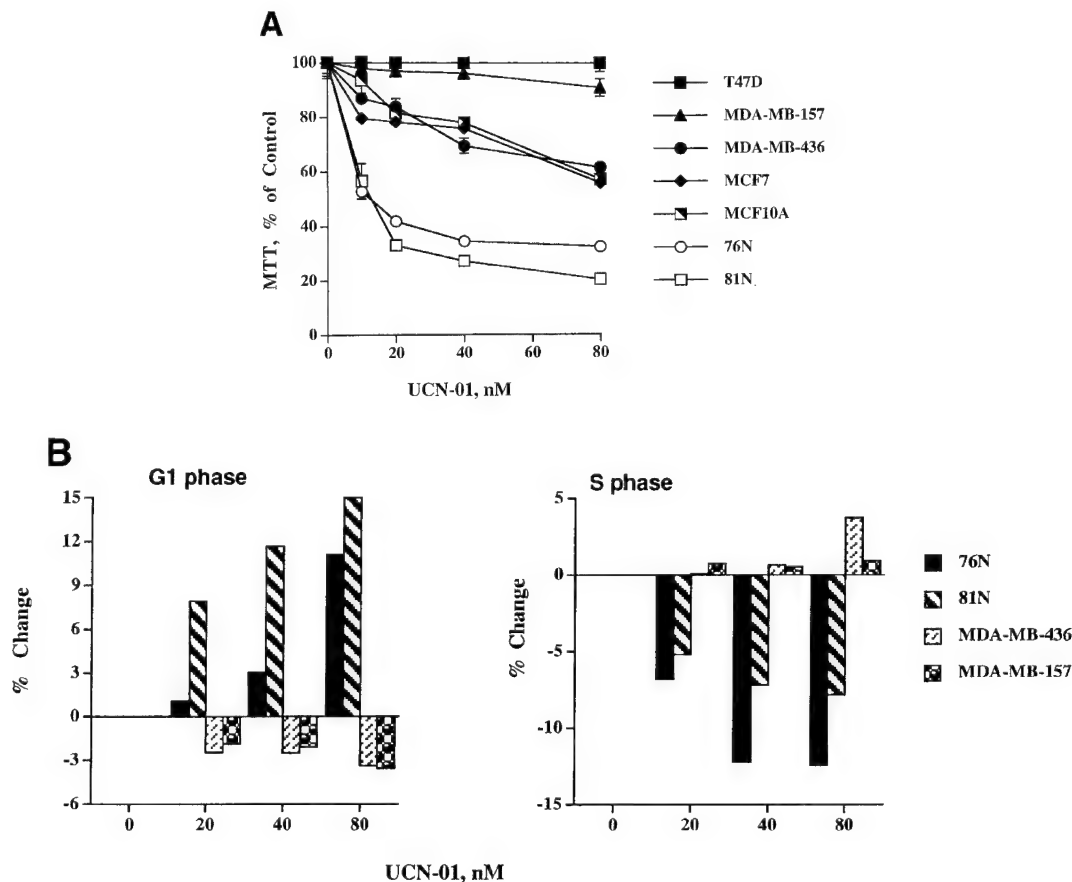 A
MTT, % of Control
100
80
60
40
20
0
0
20
40
60
80
UCN-01, nM
T47D
MDA-MB-157
MDA-MB-436
MCF7
MCF10A
76N
81N
B
G1 phase
% Change
15
12
9
6
3
0
-3
-6
0
20
40
80
S phase
% Change
5
0
-5
-10
-15
0
20
40
80
76N
81N
MDA-MB-436
MDA-MB-157
UCN-01, nM